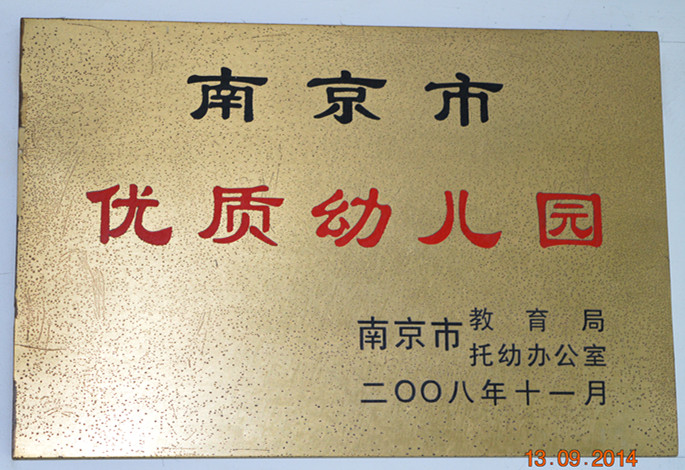 南京市
优质幼儿园
南京市 教育局
托幼办公室
二〇〇八年十一月
13.09.2014